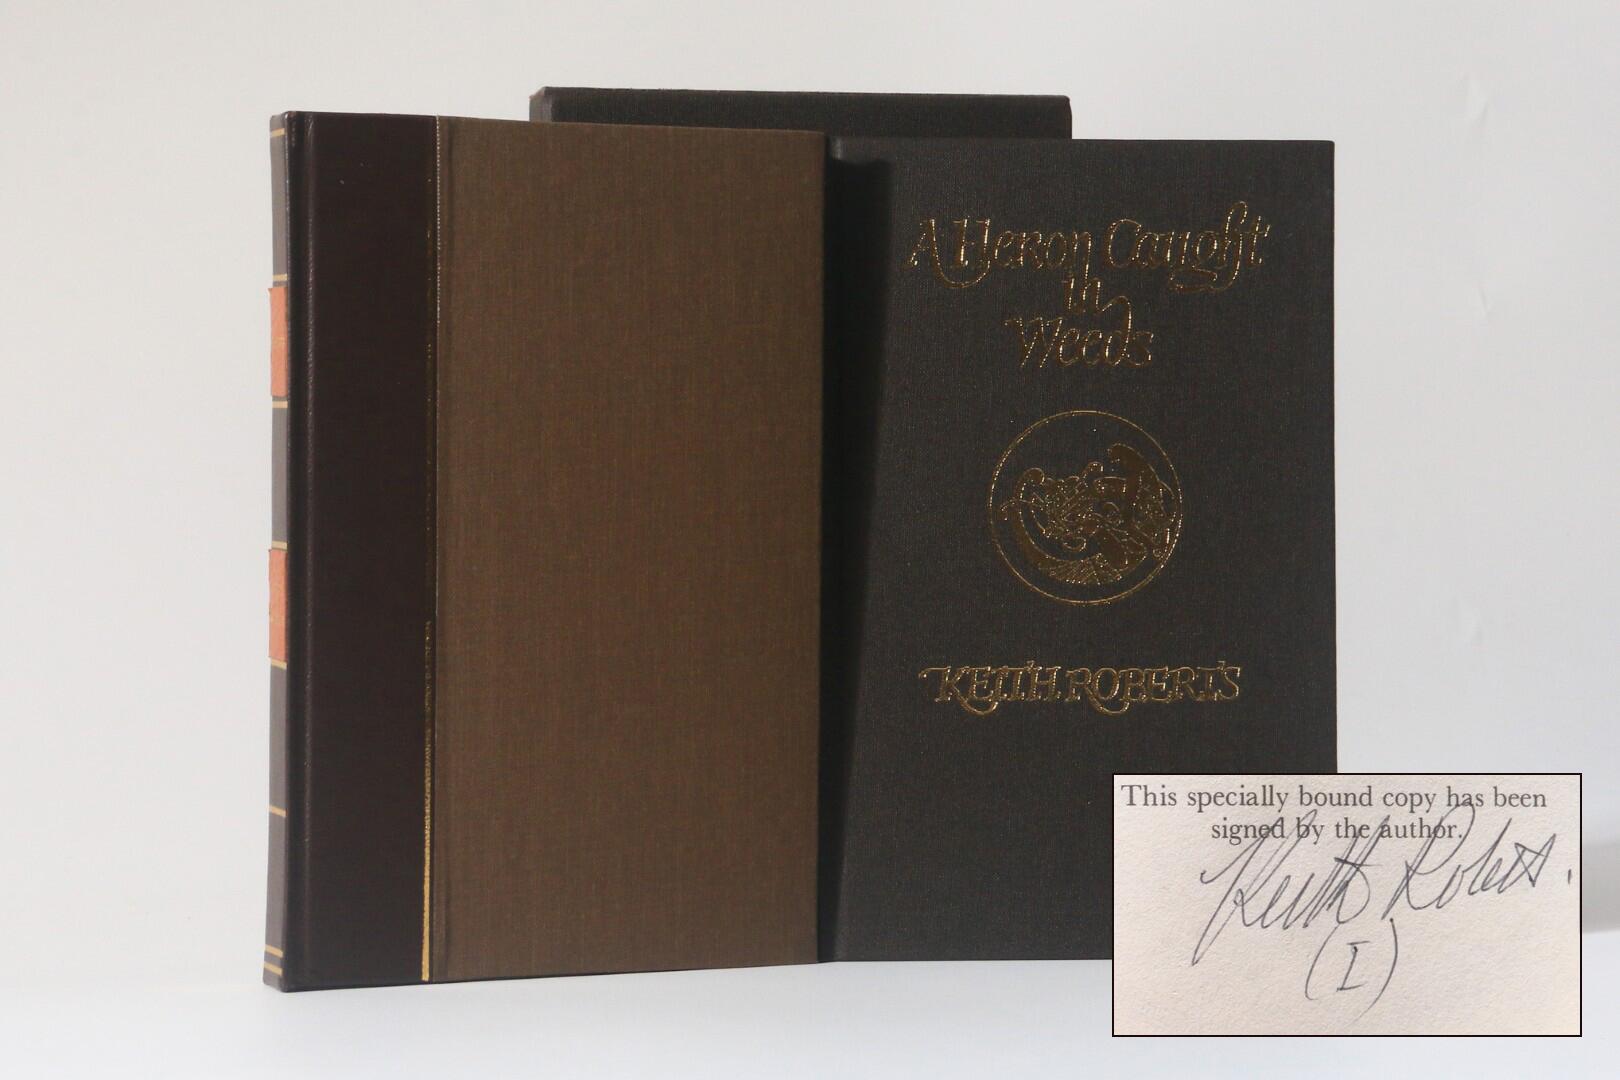 A Heron Caught
in
Weeds
KEITH ROBERTS
This specially bound copy has been
signed by the author.
Keith Roberts.
(I)